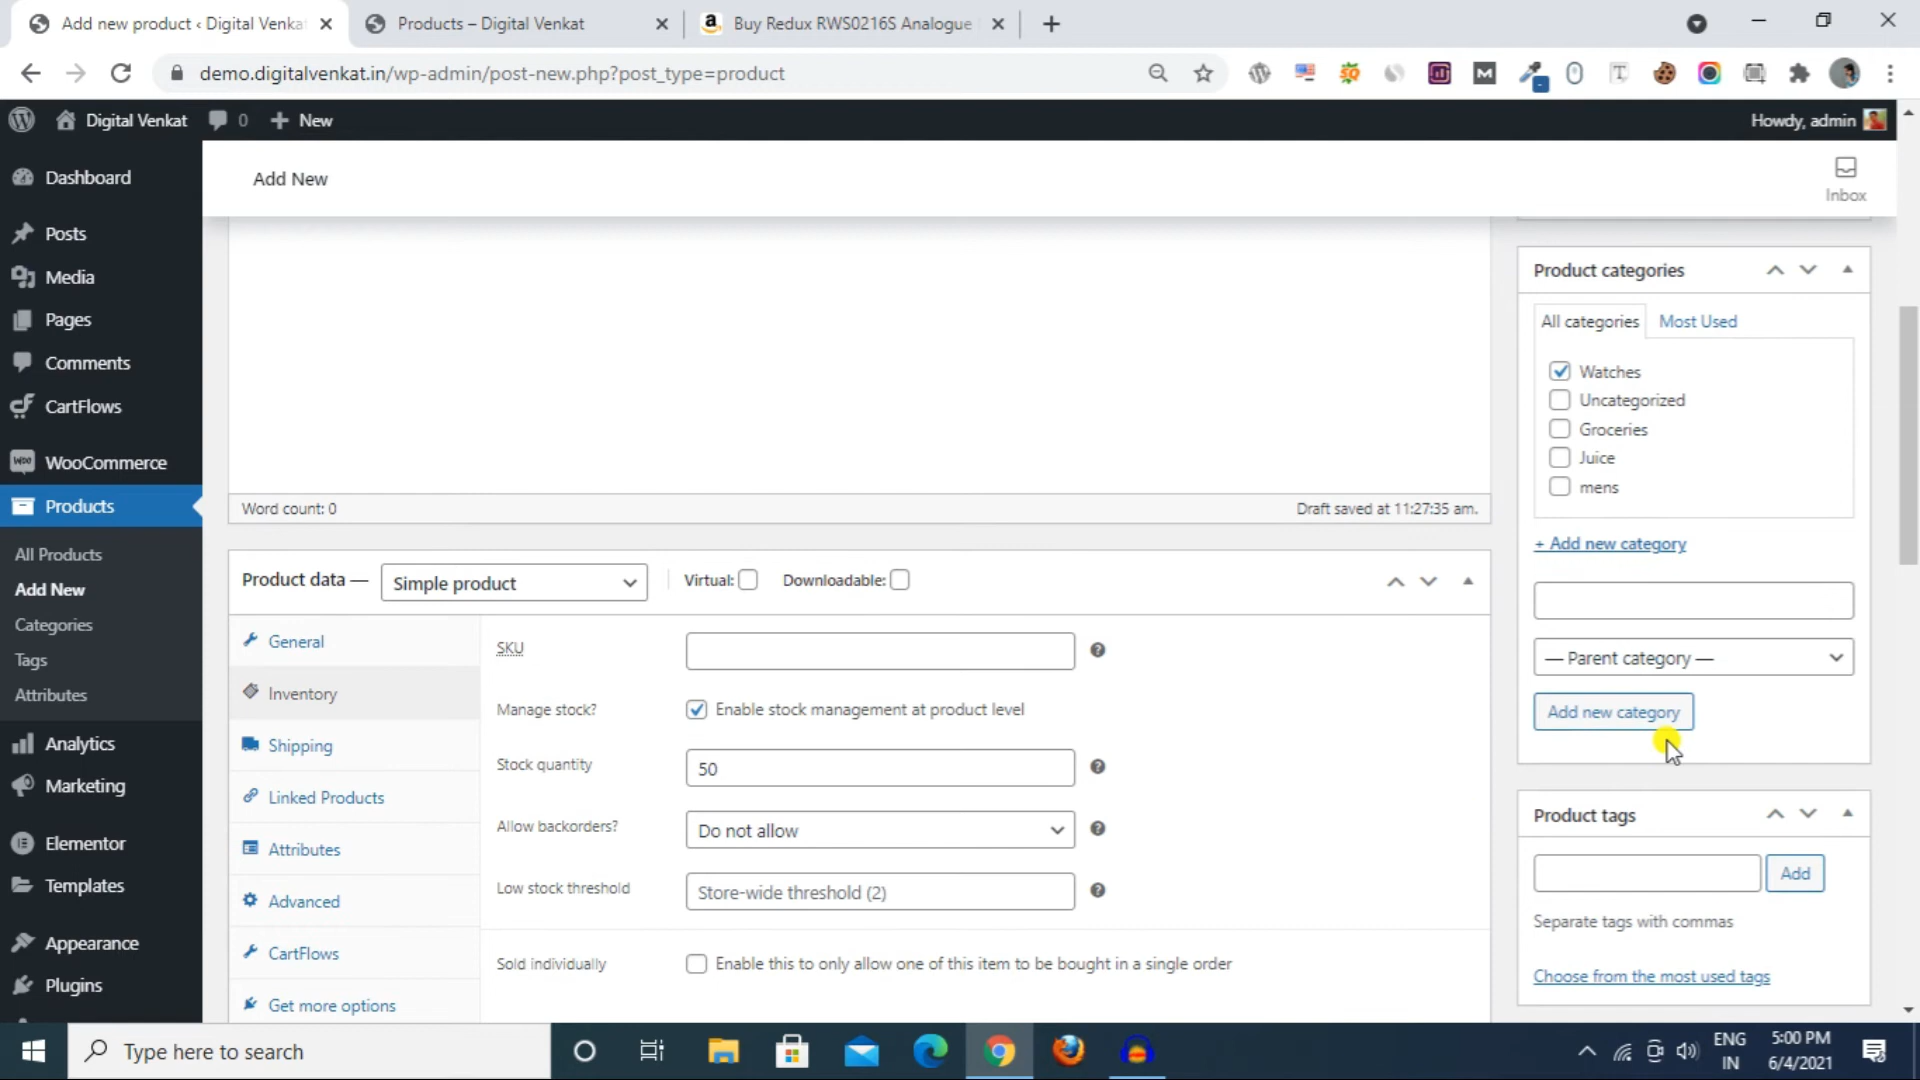 Add new product ‹ Digital Venka
Products – Digital Venkat
a
Buy Redux RWS0216S Analogue
demo.digitalvenkat.in/wp-admin/post-new.php?post_type=product
Digital Venkat
0
New
Howdy, admin
Add New
Inbox
Dashboard
Posts
Media
Pages
Comments
CartFlows
WooCommerce
Products
All Products
Add New
Categories
Tags
Attributes
Analytics
Marketing
Elementor
Templates
Appearance
Plugins
Word count: 0
Draft saved at 11:27:35 am.
Product data —
Simple product
Virtual:
Downloadable:
General
Inventory
Shipping
Linked Products
Attributes
Advanced
CartFlows
Get more options
SKU
Manage stock?
Enable stock management at product level
Stock quantity
50
Allow backorders?
Do not allow
Low stock threshold
Store-wide threshold (2)
Sold individually
Enable this to only allow one of this item to be bought in a single order
Product categories
All categories
Most Used
Watches
Uncategorized
Groceries
Juice
mens
+ Add new category
— Parent category —
Add new category
Product tags
Add
Separate tags with commas
Choose from the most used tags
Type here to search
ENG
IN
5:00 PM
6/4/2021